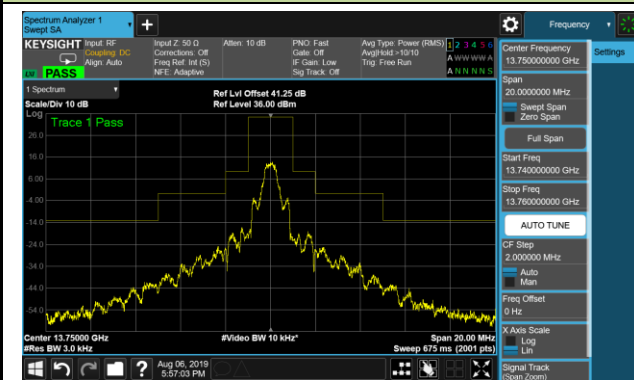 Spectrum Analyzer 1
Swept SA
Frequency
KEYSIGHT
Input: RF
Coupling: DC
Align: Auto
PASS
Input Z: 50 Ω
Corrections: Off
Freq Ref: Int (S)
NFE: Adaptive
Atten: 10 dB
PNO: Fast
Gate: Off
IF Gain: Low
Sig Track: Off
Avg Type: Power (RMS)
Avg|Hold:>10/10
Trig: Free Run
1 2 3 4 5 6
A W W W W A
A N N N N S
1 Spectrum
Scale/Div 10 dB
Ref Lvl Offset 41.25 dB
Ref Level 36.00 dBm
Log
Trace 1 Pass
26.0
16.0
6.00
-4.00
-14.0
-24.0
-34.0
-44.0
-54.0
Center 13.75000 GHz
#Res BW 3.0 kHz
#Video BW 10 kHz*
Span 20.00 MHz
Sweep 675 ms (2001 pts)
Aug 06, 2019
5:57:03 PM
Center Frequency
13.750000000 GHz
Settings
Span
20.0000000 MHz
Swept Span
Zero Span
Full Span
Start Freq
13.740000000 GHz
Stop Freq
13.760000000 GHz
AUTO TUNE
CF Step
2.000000 MHz
Auto
Man
Freq Offset
0 Hz
X Axis Scale
Log
Lin
Signal Track
(Span Zoom)